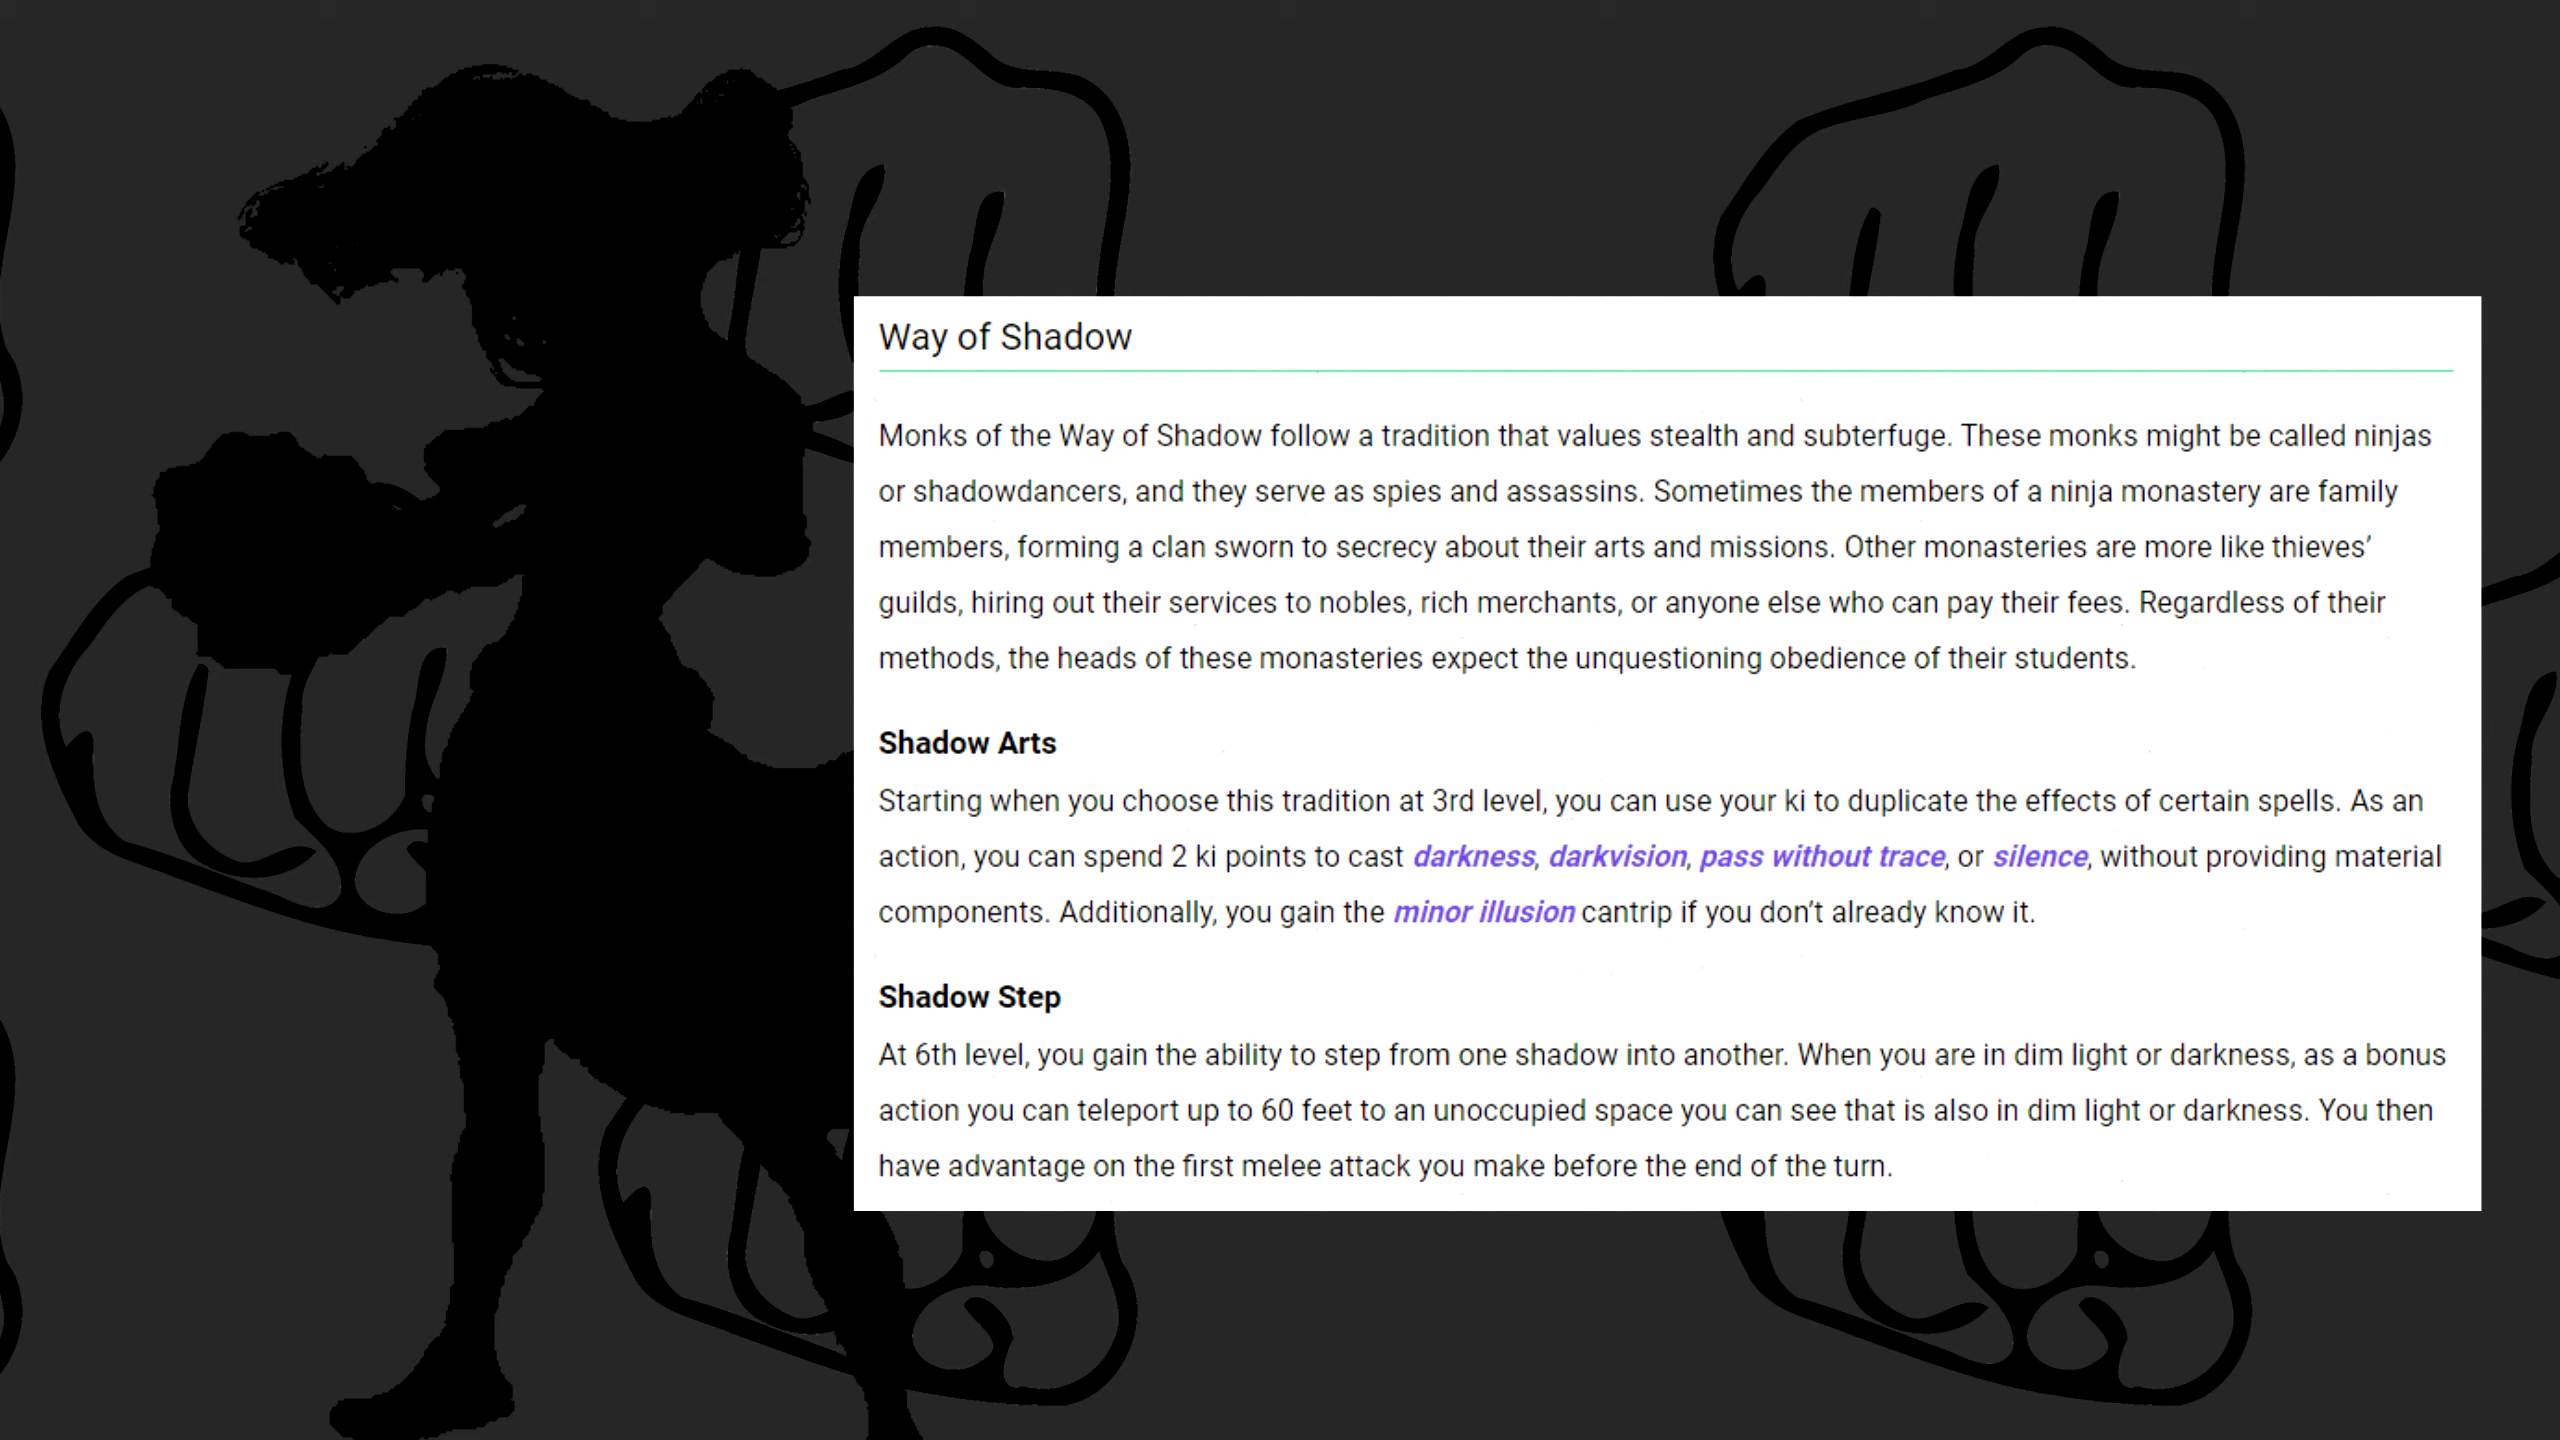 Way of Shadow
Monks of the Way of Shadow follow a tradition that values stealth and subterfuge. These monks might be called ninjas
or shadowdancers, and they serve as spies and assassins. Sometimes the members of a ninja monastery are family
members, forming a clan sworn to secrecy about their arts and missions. Other monasteries are more like thieves’
guilds, hiring out their services to nobles, rich merchants, or anyone else who can pay their fees. Regardless of their
methods, the heads of these monasteries expect the unquestioning obedience of their students.
Shadow Arts
Starting when you choose this tradition at 3rd level, you can use your ki to duplicate the effects of certain spells. As an
action, you can spend 2 ki points to cast darkness, darkvision, pass without trace, or silence, without providing material
components. Additionally, you gain the minor illusion cantrip if you don’t already know it.
Shadow Step
At 6th level, you gain the ability to step from one shadow into another. When you are in dim light or darkness, as a bonus
action you can teleport up to 60 feet to an unoccupied space you can see that is also in dim light or darkness. You then
have advantage on the first melee attack you make before the end of the turn.